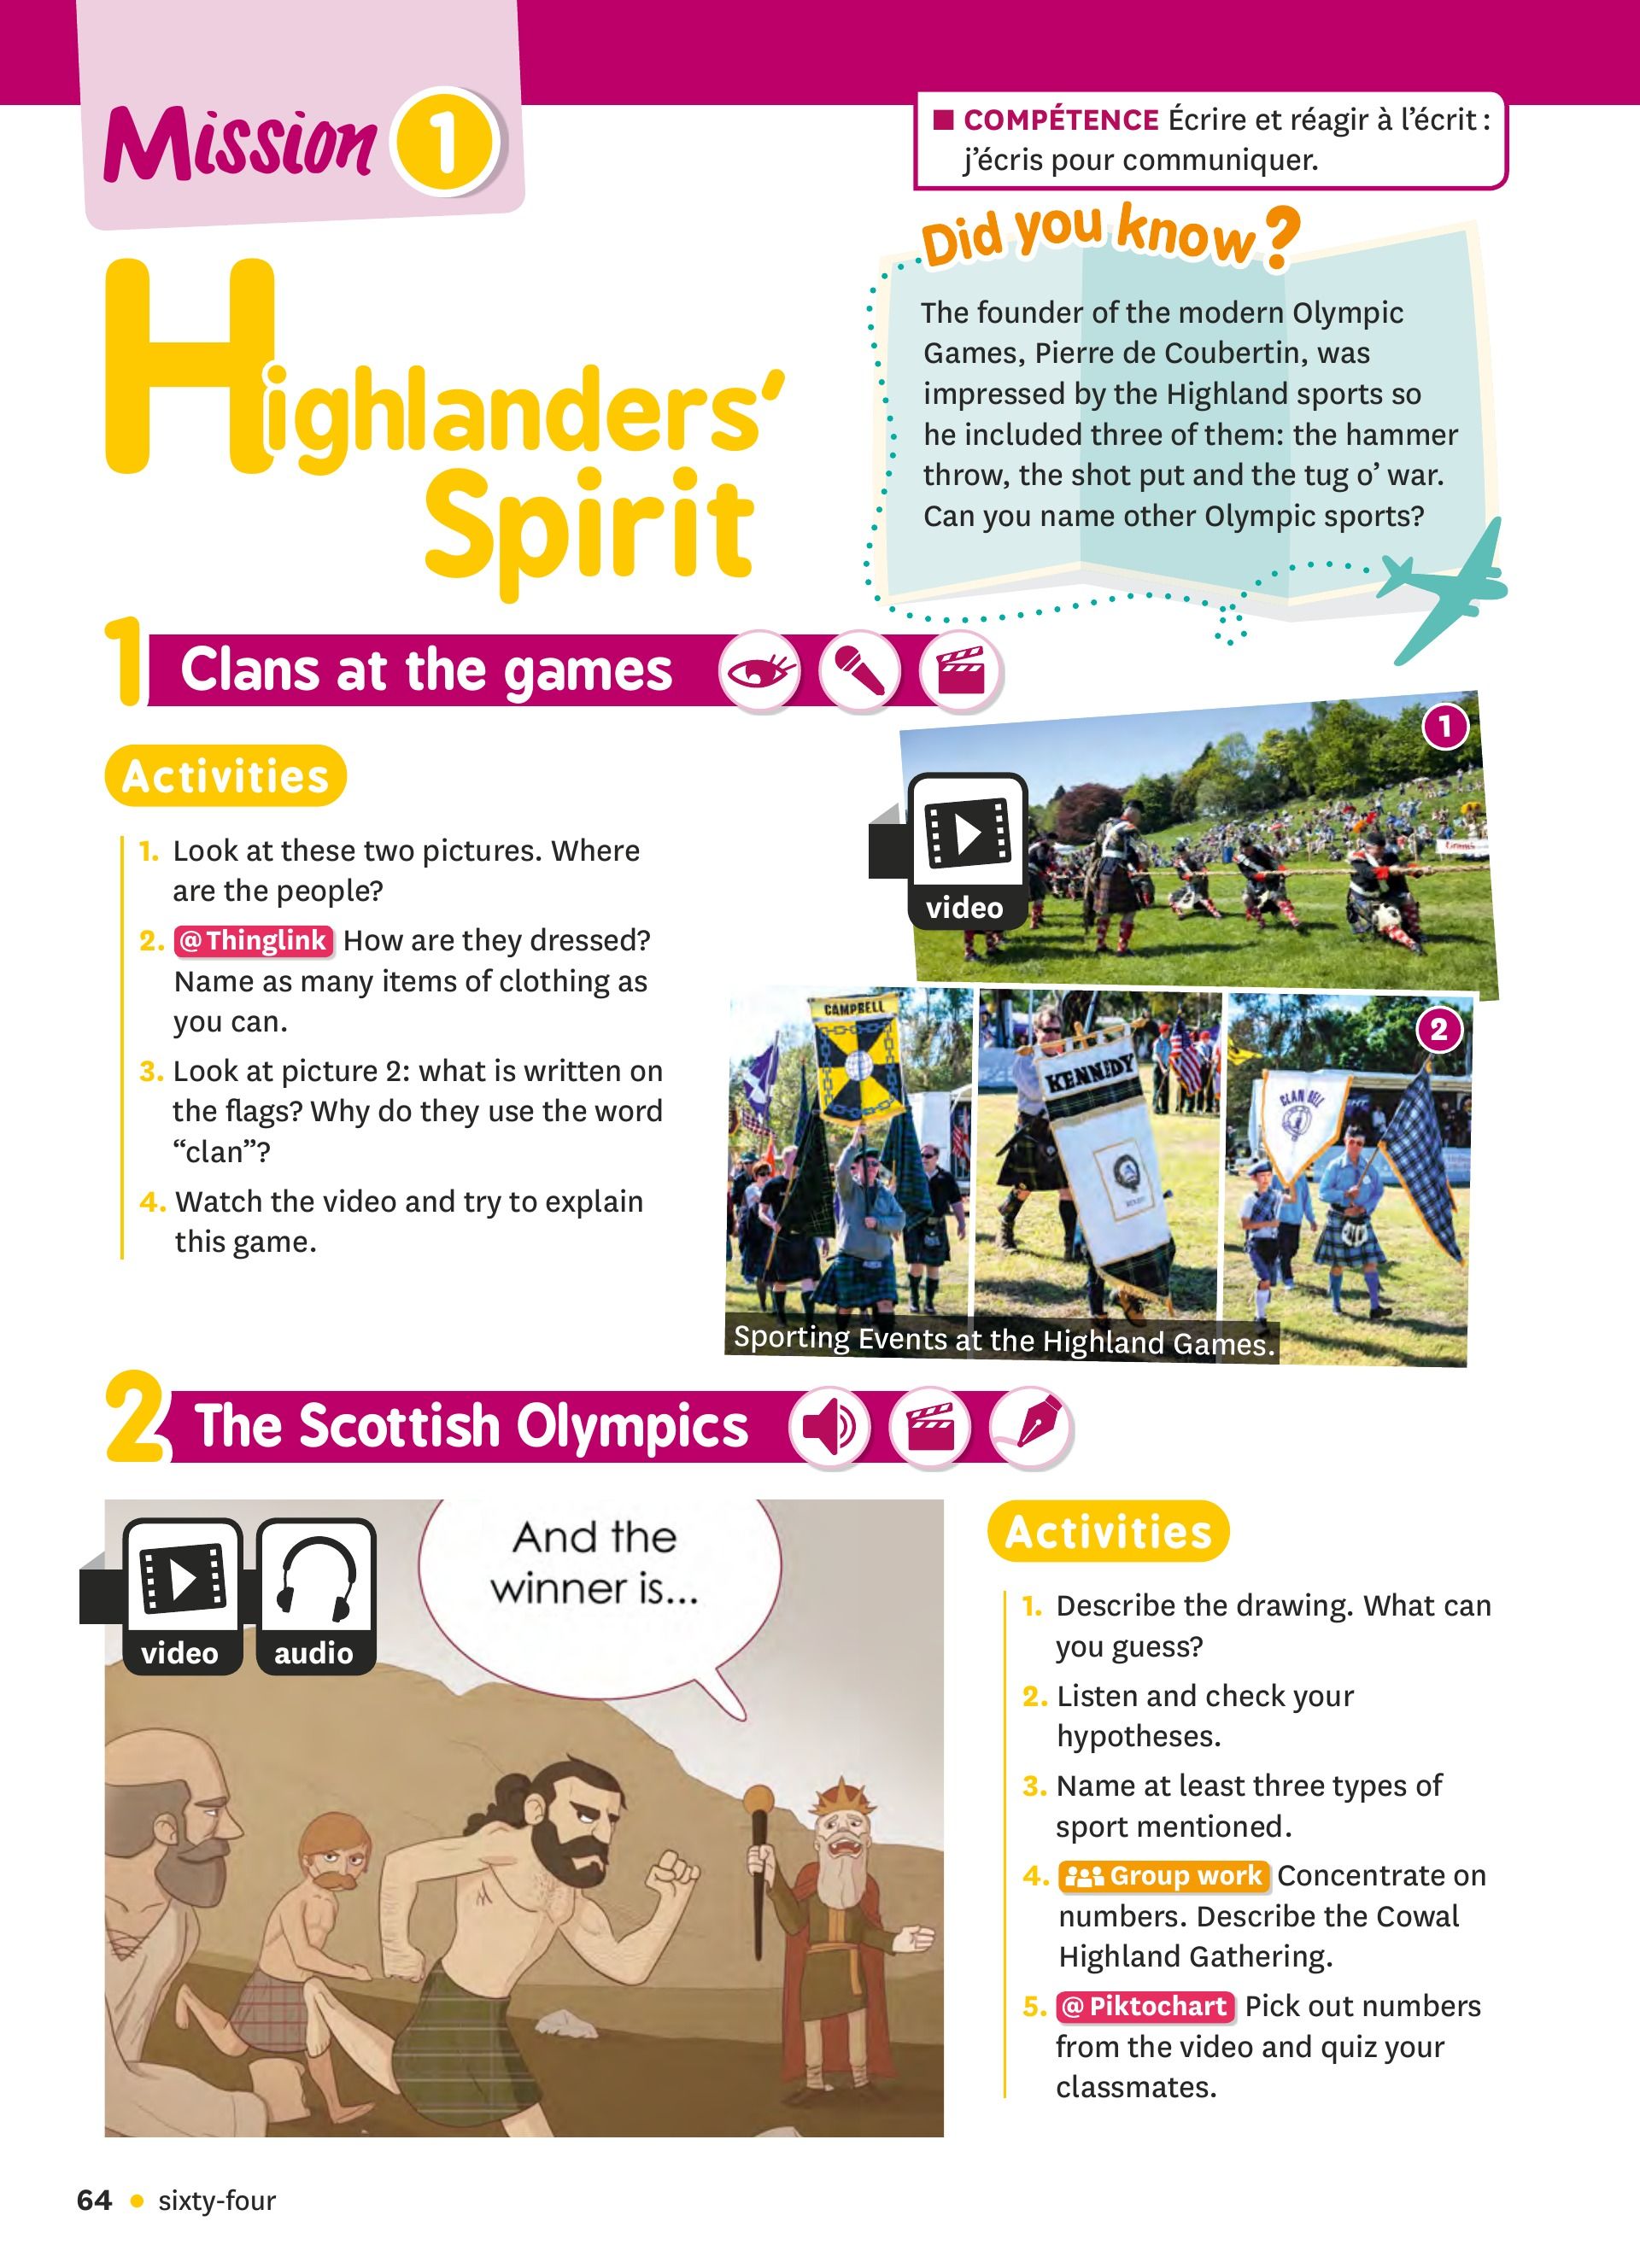 Mission 1
■ COMPÉTENCE Écrire et réagir à l’écrit :
j’écris pour communiquer.
Highlanders’
Spirit
Did you know?
The founder of the modern Olympic
Games, Pierre de Coubertin, was
impressed by the Highland sports so
he included three of them: the hammer
throw, the shot put and the tug o’ war.
Can you name other Olympic sports?
1 Clans at the games
Activities
1. Look at these two pictures. Where
are the people?
2. @Thinglink How are they dressed?
Name as many items of clothing as
you can.
3. Look at picture 2: what is written on
the flags? Why do they use the word
“clan”?
4. Watch the video and try to explain
this game.
1
video
2
CAMPBELL
KENNEDY
CLAN BELL
Sporting Events at the Highland Games.
2 The Scottish Olympics
video
audio
And the
winner is...
Activities
1. Describe the drawing. What can
you guess?
2. Listen and check your
hypotheses.
3. Name at least three types of
sport mentioned.
4. Group work Concentrate on
numbers. Describe the Cowal
Highland Gathering.
5. @Piktochart Pick out numbers
from the video and quiz your
classmates.
64 • sixty-four